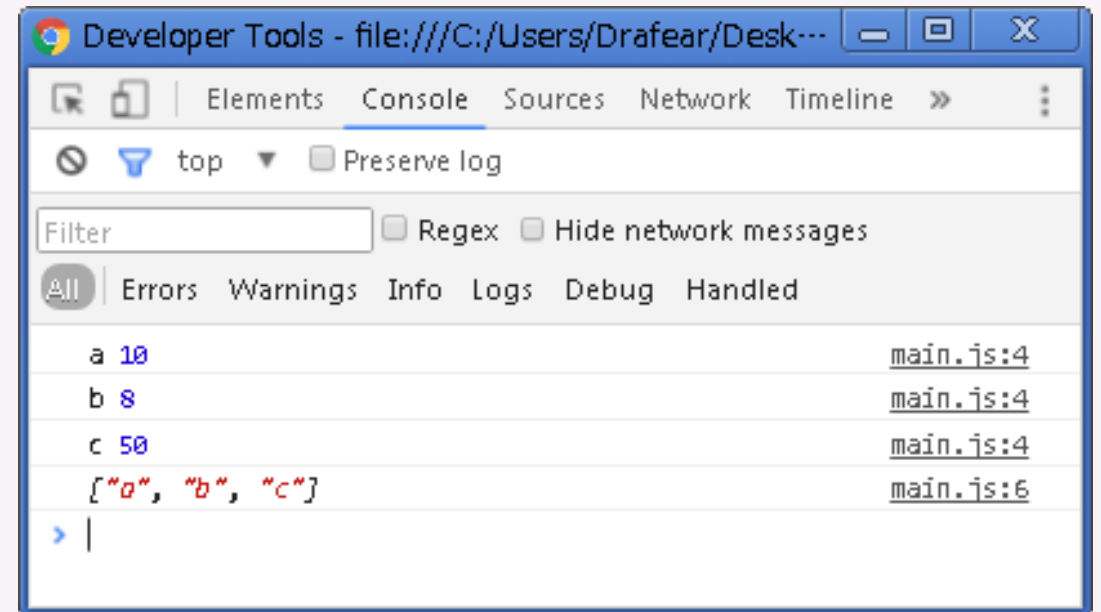 Developer Tools - file:///C:/Users/Drafear/Desk...
Elements Console Sources Network Timeline »
top ▼ Preserve log
Filter Regex Hide network messages
All Errors Warnings Info Logs Debug Handled
a 10 main.js:4
b 8 main.js:4
c 50 main.js:4
["a", "b", "c"] main.js:6
>